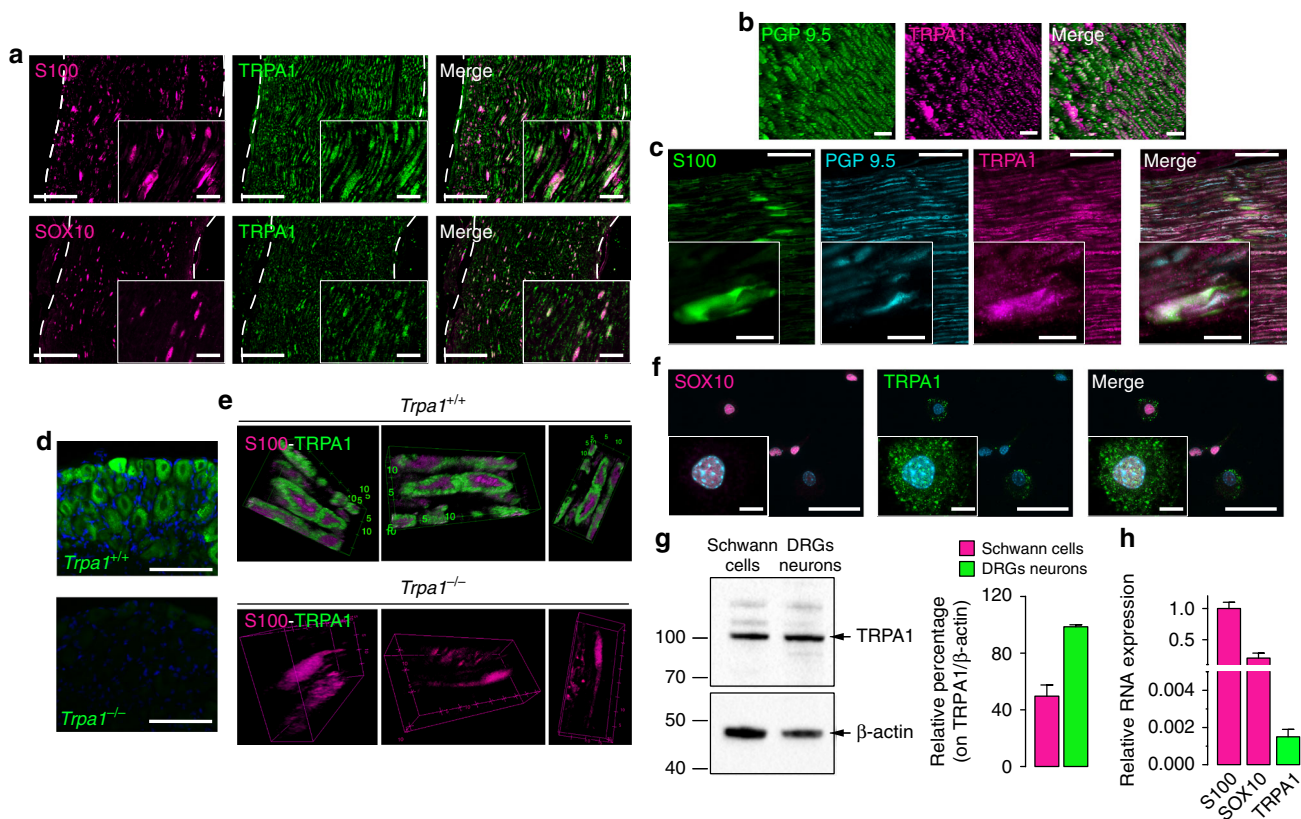 a
S100
TRPA1
Merge
SOX10
TRPA1
Merge
b
PGP 9.5
TRPA1
Merge
c
S100
PGP 9.5
TRPA1
Merge
d
Trpa1+/+
Trpa1–/–
e
Trpa1+/+
S100-TRPA1
Trpa1–/–
S100-TRPA1
f
SOX10
TRPA1
Merge
g
Schwann cells
DRGs neurons
100
70
TRPA1
50
40
β-actin
Schwann cells
DRGs neurons
Relative percentage
(on TRPA1/β-actin)
120
80
40
0
h
Relative RNA expression
1.0
0.5
0.004
0.002
0.000
S100
SOX10
TRPA1